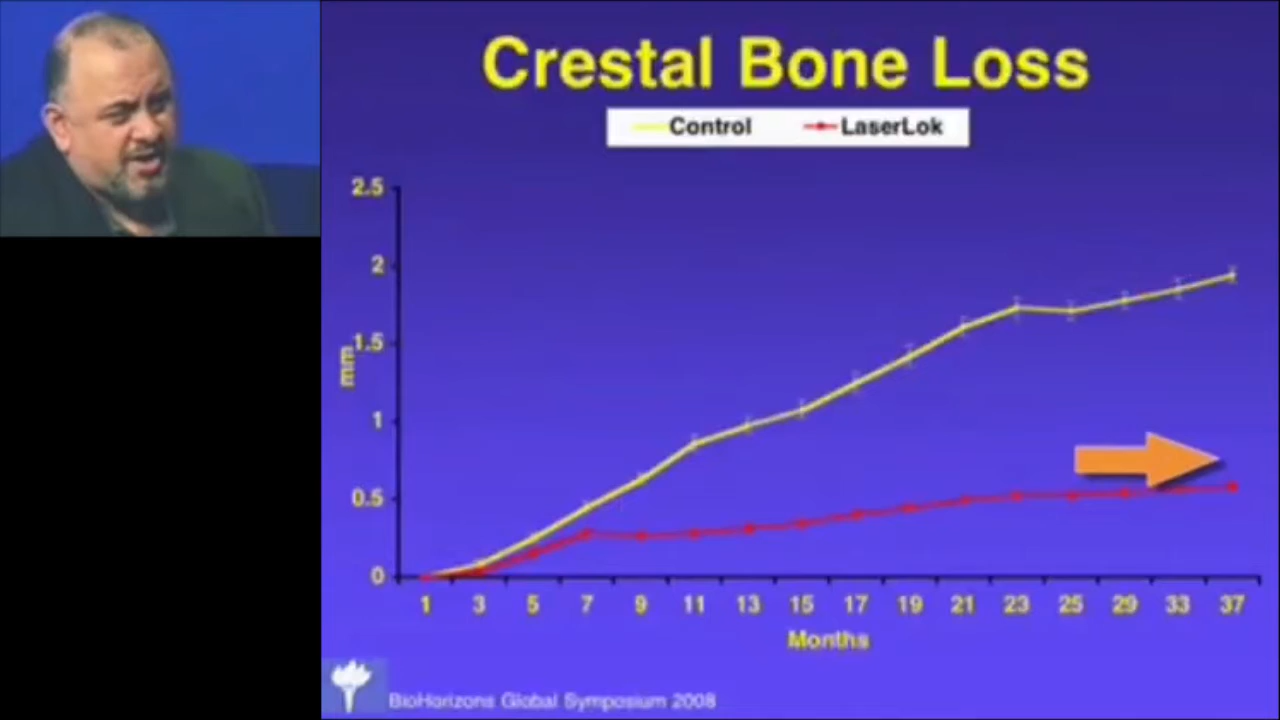 Crestal Bone Loss
Control LaserLok
2.5
2
1.5
mm
1
0.5
0
1 3 5 7 9 11 13 15 17 19 21 23 25 29 33 37
Months
BioHorizons Global Symposium 2008